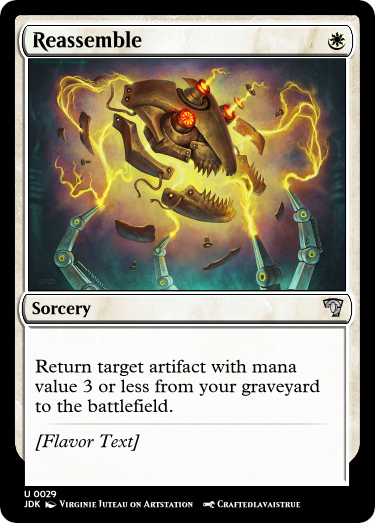 Reassemble
Sorcery
Return target artifact with mana
value 3 or less from your graveyard
to the battlefield.
[Flavor Text]
U 0029
JDK Virginie Juteau on Artstation Craftedlavaistrue